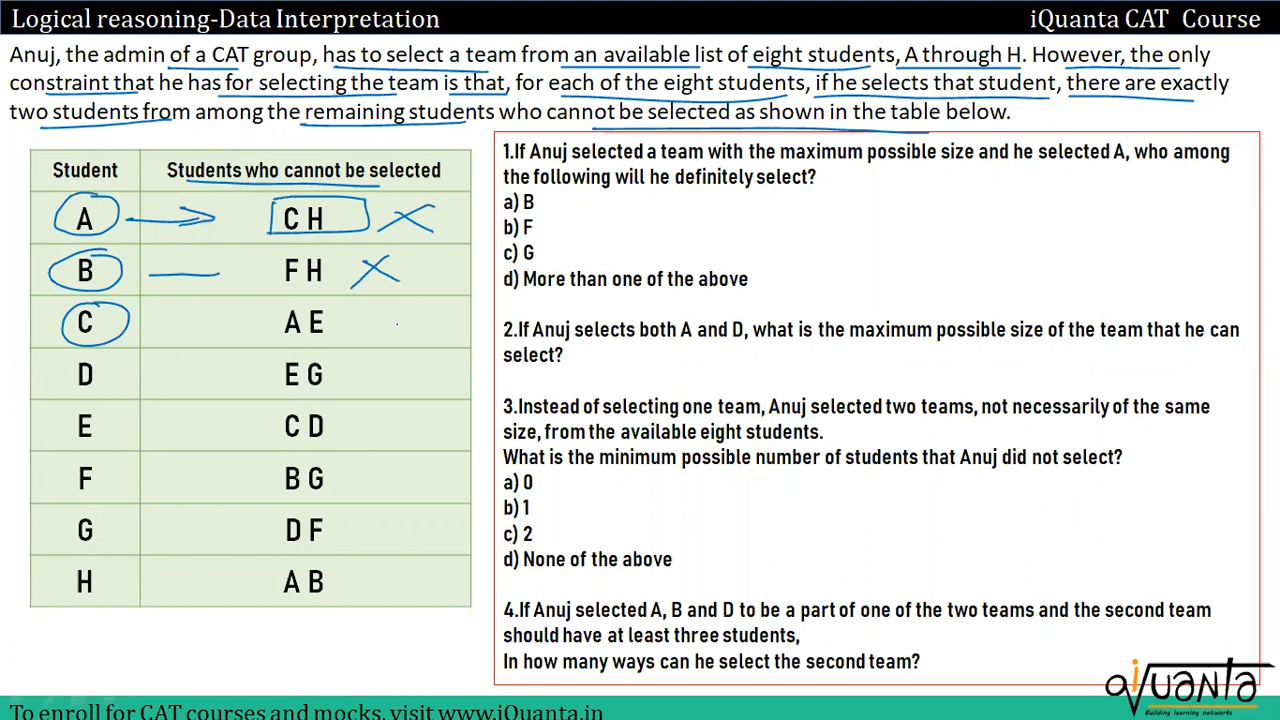 Logical reasoning-Data Interpretation
iQuanta CAT Course
Anuj, the admin of a CAT group, has to select a team from an available list of eight students, A through H. However, the only
constraint that he has for selecting the team is that, for each of the eight students, if he selects that student, there are exactly
two students from among the remaining students who cannot be selected as shown in the table below.
Student Students who cannot be selected
A C H
B F H
C A E
D E G
E C D
F B G
G D F
H A B
1.If Anuj selected a team with the maximum possible size and he selected A, who among
the following will he definitely select?
a) B
b) F
c) G
d) More than one of the above
2.If Anuj selects both A and D, what is the maximum possible size of the team that he can
select?
3.Instead of selecting one team, Anuj selected two teams, not necessarily of the same
size, from the available eight students.
What is the minimum possible number of students that Anuj did not select?
a) 0
b) 1
c) 2
d) None of the above
4.If Anuj selected A, B and D to be a part of one of the two teams and the second team
should have at least three students,
In how many ways can he select the second team?
iQuanta
Building learning networks
To enroll for CAT courses and mocks, visit www.iQuanta.in